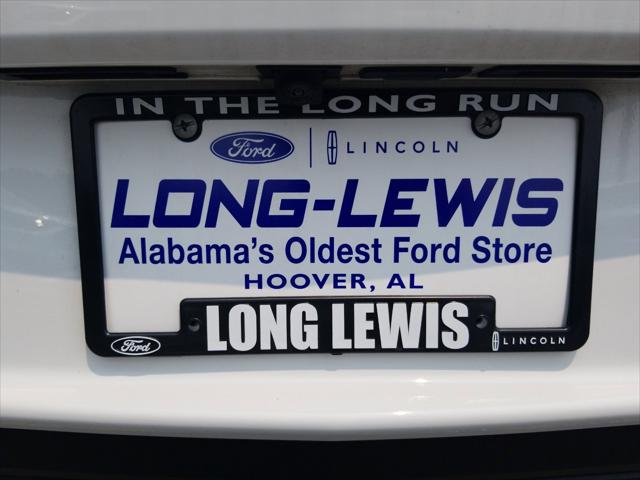 IN THE LONG RUN
Ford | LINCOLN
LONG-LEWIS
Alabama's Oldest Ford Store
HOOVER, AL
LONG LEWIS
Ford LINCOLN